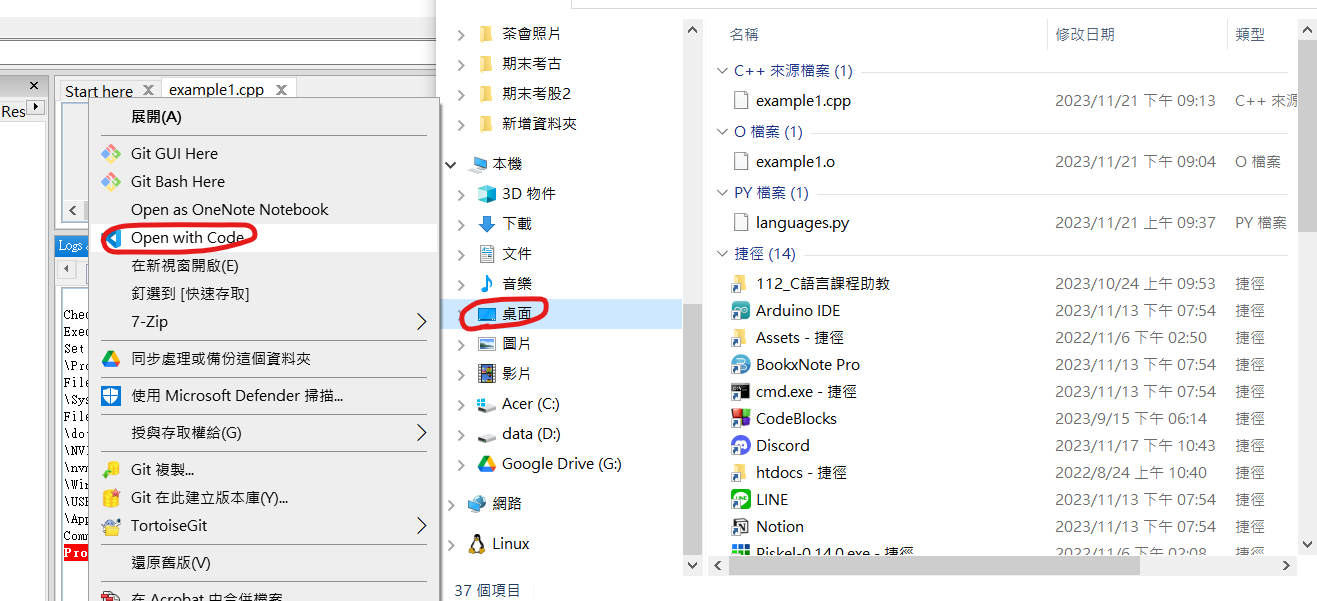 Start here
example1.cpp
Res
展開(A)
Git GUI Here
Git Bash Here
Open as OneNote Notebook
Open with Code
在新視窗開啟(E)
釘選到 [快速存取]
7-Zip
同步處理或備份這個資料夾
使用 Microsoft Defender 掃描...
授與存取權給(G)
Git 複製...
Git 在此建立版本庫(Y)...
TortoiseGit
還原舊版(V)
在 Acrobat 中合併檔案
Logs
Chec
Exec
Set
\Pro
File
\Sys
File
\do
\NV
\nvr
\Wir
\USE
\App
Comm
Pro
茶會照片
期末考古
期末考股2
新增資料夾
本機
3D 物件
下載
文件
音樂
桌面
圖片
影片
Acer (C:)
data (D:)
Google Drive (G:)
網路
Linux
37 個項目
名稱 修改日期 類型
C++ 來源檔案 (1)
example1.cpp 2023/11/21 下午 09:13 C++ 來源
O 檔案 (1)
example1.o 2023/11/21 下午 09:04 O 檔案
PY 檔案 (1)
languages.py 2023/11/21 上午 09:37 PY 檔案
捷徑 (14)
112_C語言課程助教 2023/10/24 上午 09:53 捷徑
Arduino IDE 2023/11/13 下午 07:54 捷徑
Assets - 捷徑 2022/11/6 下午 02:50 捷徑
BookxNote Pro 2023/11/13 下午 07:54 捷徑
cmd.exe - 捷徑 2023/11/13 下午 07:54 捷徑
CodeBlocks 2023/9/15 下午 06:14 捷徑
Discord 2023/11/17 下午 10:43 捷徑
htdocs - 捷徑 2022/8/24 上午 10:40 捷徑
LINE 2023/11/13 下午 07:54 捷徑
Notion 2023/11/13 下午 07:54 捷徑
Piskel-0.14.0.exe - 捷徑 2022/11/6 下午 02:08 捷徑